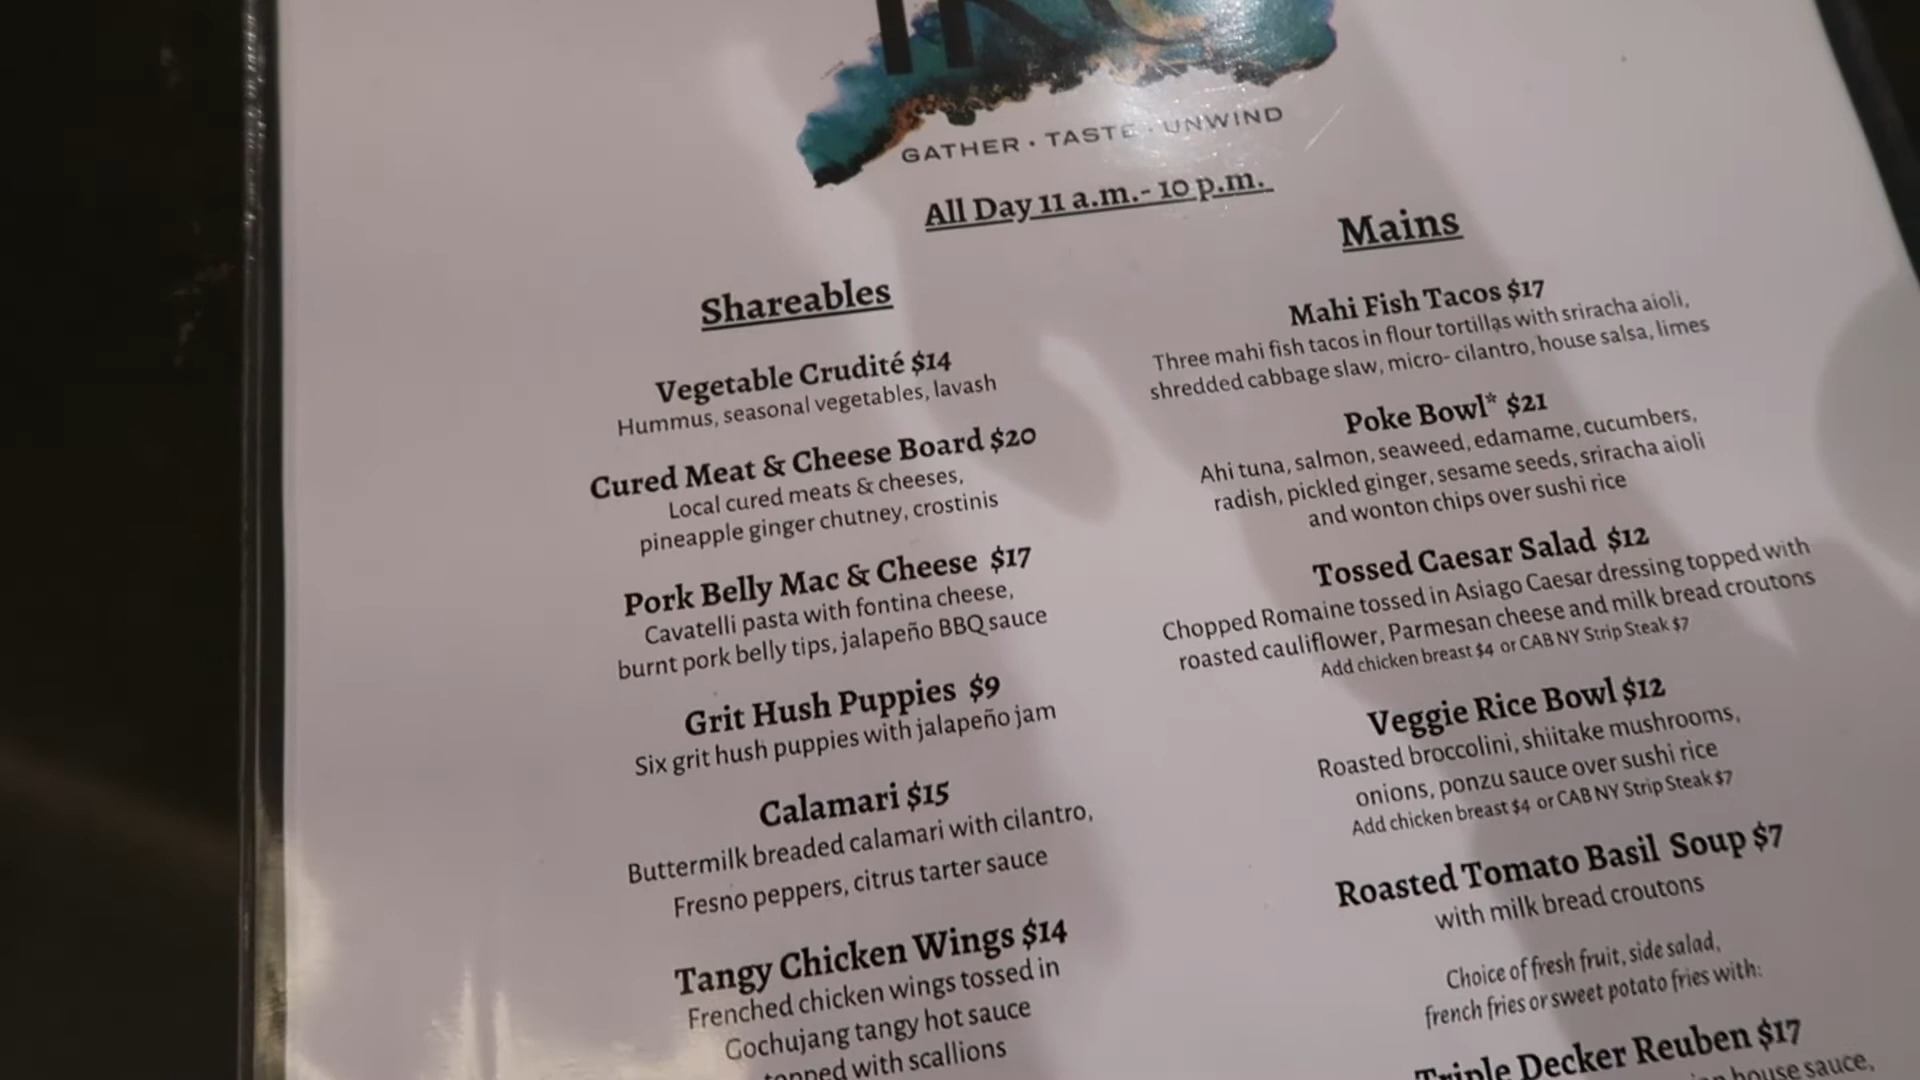 GATHER · TASTE · UNWIND
All Day 11 a.m.- 10 p.m.
Shareables
Vegetable Crudité $14
Hummus, seasonal vegetables, lavash
Cured Meat & Cheese Board $20
Local cured meats & cheeses,
pineapple ginger chutney, crostinis
Pork Belly Mac & Cheese $17
Cavatelli pasta with fontina cheese,
burnt pork belly tips, jalapeño BBQ sauce
Grit Hush Puppies $9
Six grit hush puppies with jalapeño jam
Calamari $15
Buttermilk breaded calamari with cilantro,
Fresno peppers, citrus tarter sauce
Tangy Chicken Wings $14
Frenched chicken wings tossed in
Gochujang tangy hot sauce
topped with scallions
Mains
Mahi Fish Tacos $17
Three mahi fish tacos in flour tortillas with sriracha aioli,
shredded cabbage slaw, micro- cilantro, house salsa, limes
Poke Bowl* $21
Ahi tuna, salmon, seaweed, edamame, cucumbers,
radish, pickled ginger, sesame seeds, sriracha aioli
and wonton chips over sushi rice
Tossed Caesar Salad $12
Chopped Romaine tossed in Asiago Caesar dressing topped with
roasted cauliflower, Parmesan cheese and milk bread croutons
Add chicken breast $4 or CAB NY Strip Steak $7
Veggie Rice Bowl $12
Roasted broccolini, shiitake mushrooms,
onions, ponzu sauce over sushi rice
Add chicken breast $4 or CAB NY Strip Steak $7
Roasted Tomato Basil Soup $7
with milk bread croutons
Choice of fresh fruit, side salad,
french fries or sweet potato fries with:
Triple Decker Reuben $17
house sauce,